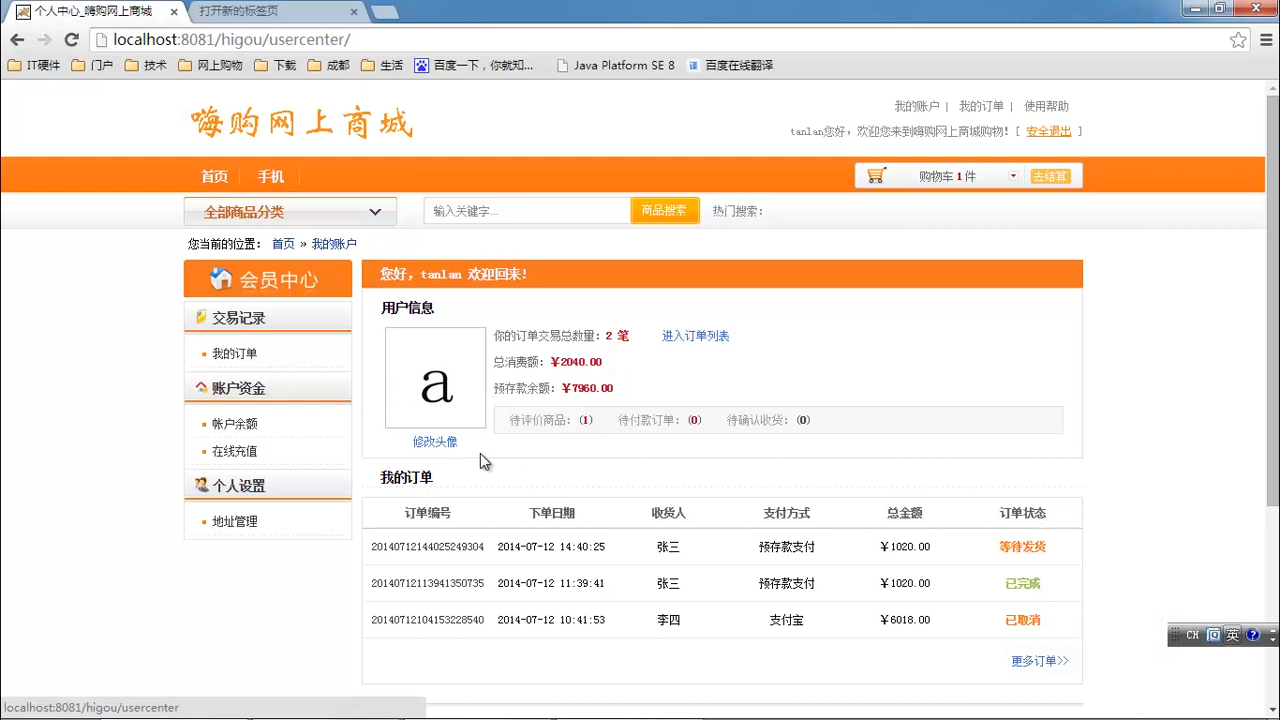 个人中心_嗨购网上商城 打开新的标签页
localhost:8081/higou/usercenter/
IT硬件 门户 技术 网上购物 下载 成都 生活 百度一下，你就知... Java Platform SE 8 百度在线翻译
嗨购网上商城
我的账户 | 我的订单 | 使用帮助
tanlan您好，欢迎您来到嗨购网上商城购物！[ 安全退出 ]
首页 手机 购物车 1 件 去结算
全部商品分类 输入关键字... 商品搜索 热门搜索：
您当前的位置： 首页 » 我的账户
会员中心
交易记录
我的订单
账户资金
帐户余额
在线充值
个人设置
地址管理
您好，tanlan 欢迎回来！
用户信息
a
修改头像
你的订单交易总数量：2 笔 进入订单列表
总消费额：￥2040.00
预存款余额：￥7960.00
待评价商品：(1) 待付款订单：(0) 待确认收货：(0)
我的订单
订单编号 下单日期 收货人 支付方式 总金额 订单状态
20140712144025249304 2014-07-12 14:40:25 张三 预存款支付 ￥1020.00 等待发货
20140712113941350735 2014-07-12 11:39:41 张三 预存款支付 ￥1020.00 已完成
20140712104153228540 2014-07-12 10:41:53 李四 支付宝 ￥6018.00 已取消
更多订单>>
CH 英
localhost:8081/higou/usercenter